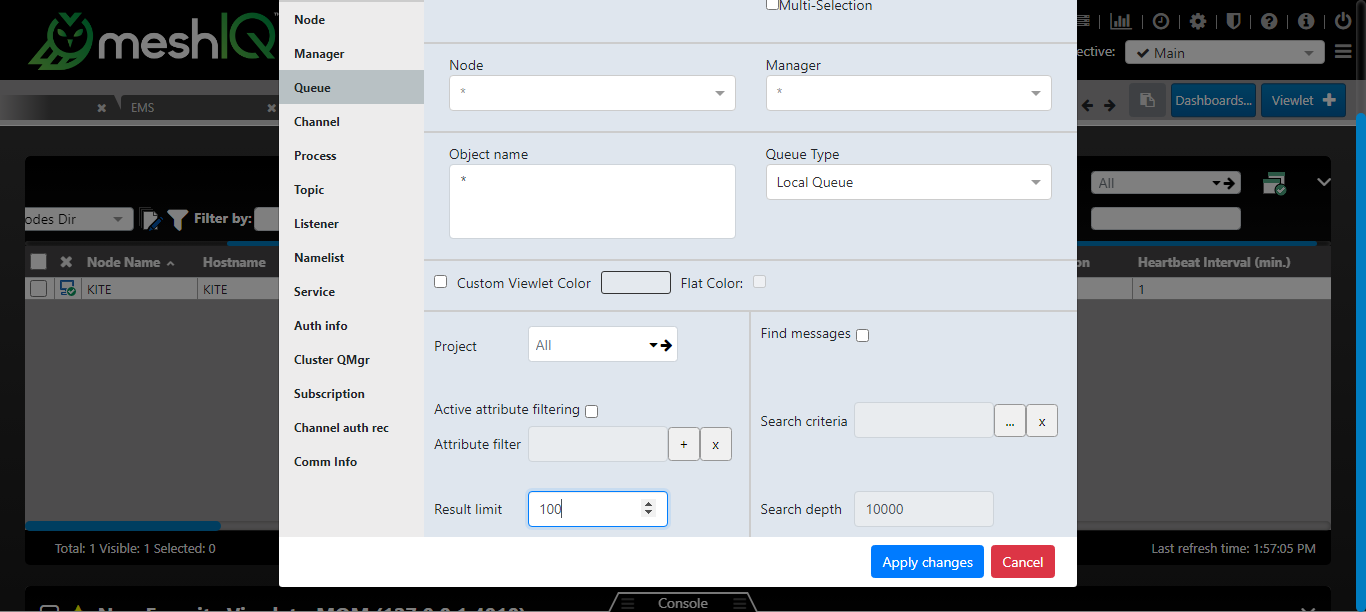 meshIQ™
ective:
Main
EMS
Dashboards...
Viewlet
All
odes Dir
Filter by:
Node Name
Hostname
on
Heartbeat Interval (min.)
KITE
KITE
1
Total: 1 Visible: 1 Selected: 0
Last refresh time: 1:57:05 PM
Console
Node
Manager
Queue
Channel
Process
Topic
Listener
Namelist
Service
Auth info
Cluster QMgr
Subscription
Channel auth rec
Comm Info
Multi-Selection
Node
Manager
*
*
Object name
Queue Type
*
Local Queue
Custom Viewlet Color
Flat Color:
Project
All
Find messages
Active attribute filtering
Attribute filter
+
x
Search criteria
...
x
Result limit
100
Search depth
10000
Apply changes
Cancel